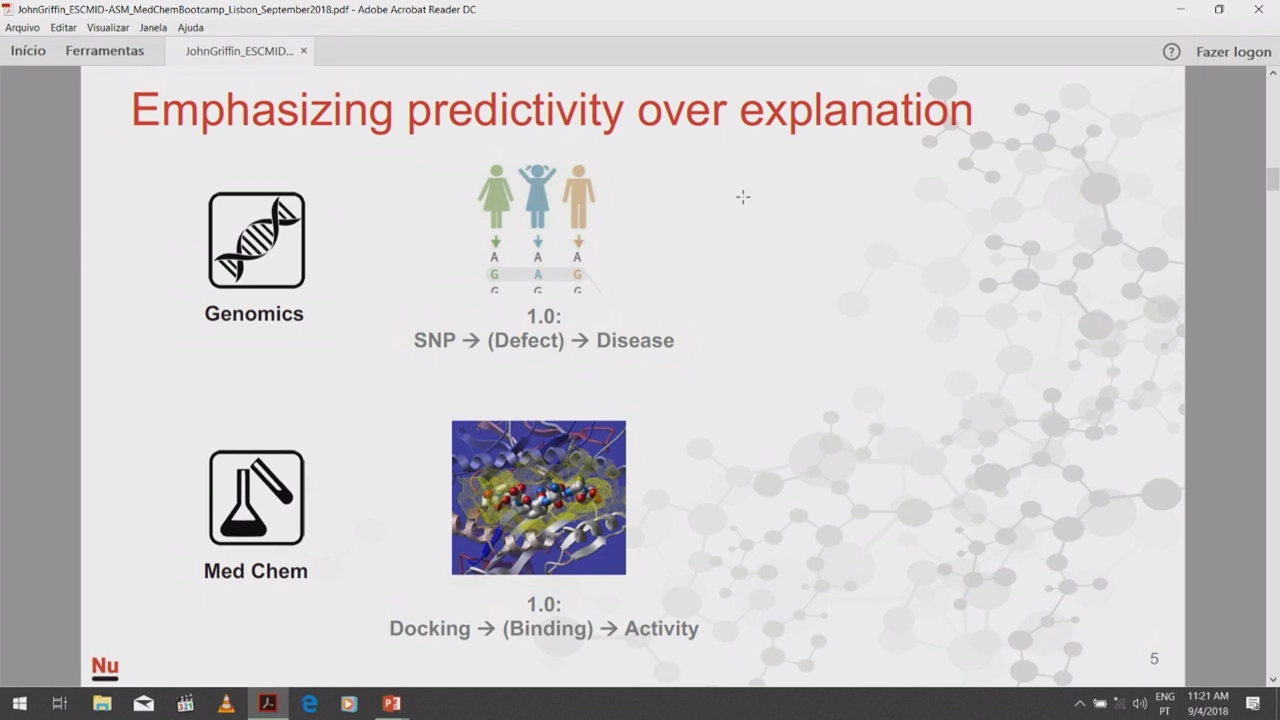 JohnGriffin_ESCMID-ASM_MedChemBootcamp_Lisbon_September2018.pdf - Adobe Acrobat Reader DC
Arquivo Editar Visualizar Janela Ajuda
Início Ferramentas JohnGriffin_ESCMID... × ? Fazer logon
Emphasizing predictivity over explanation
A A A
G A G
G G G
Genomics
1.0:
SNP → (Defect) → Disease
Med Chem
1.0:
Docking → (Binding) → Activity
Nu
5
ENG 11:21 AM
PT 9/4/2018